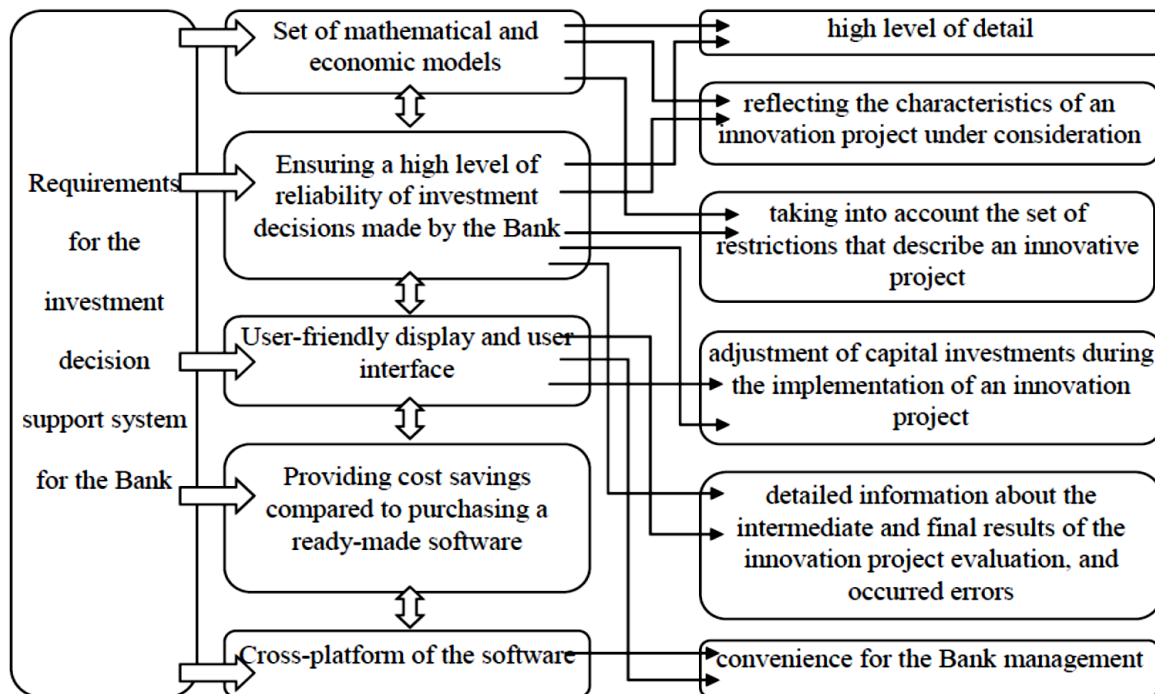 Requirements
for the
investment
decision
support system
for the Bank
Set of mathematical and
economic models
Ensuring a high level of
reliability of investment
decisions made by the Bank
User-friendly display and user
interface
Providing cost savings
compared to purchasing a
ready-made software
Cross-platform of the software
high level of detail
reflecting the characteristics of an
innovation project under consideration
taking into account the set of
restrictions that describe an innovative
project
adjustment of capital investments during
the implementation of an innovation
project
detailed information about the
intermediate and final results of the
innovation project evaluation, and
occurred errors
convenience for the Bank management